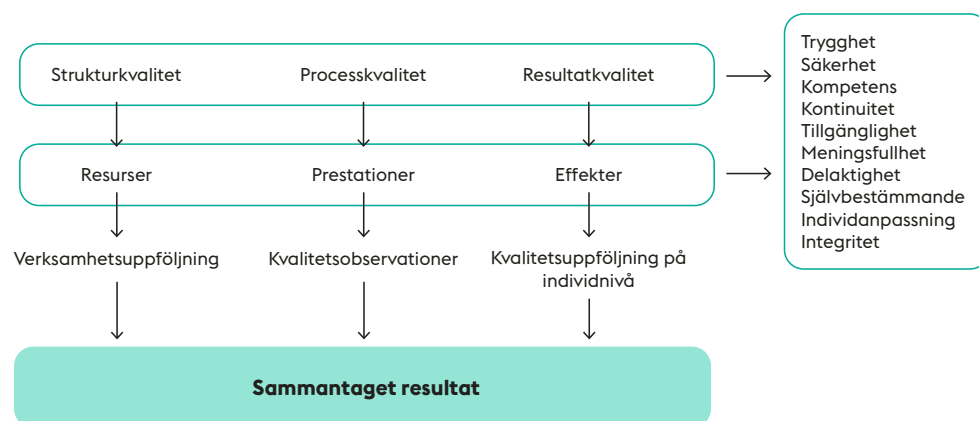 Strukturkvalitet
Processkvalitet
Resultatkvalitet
Resurser
Prestationer
Effekter
Verksamhetsuppföljning
Kvalitetsobservationer
Kvalitetsuppföljning på
individnivå
Sammantaget resultat
Trygghet
Säkerhet
Kompetens
Kontinuitet
Tillgänglighet
Meningsfullhet
Delaktighet
Självbestämmande
Individanpassning
Integritet